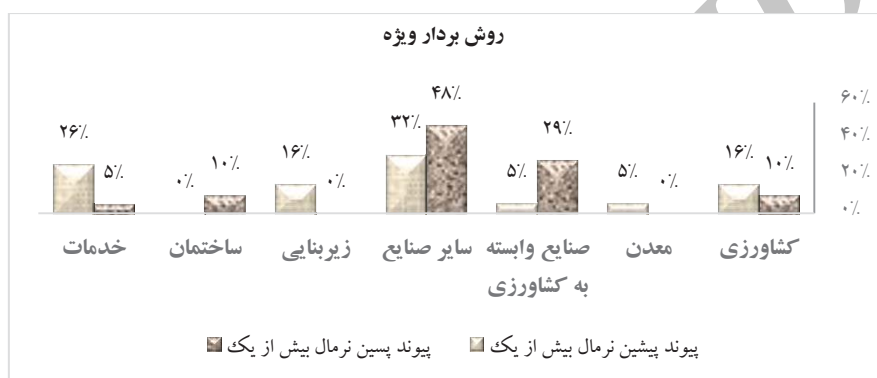 روش بردار ویژه
۶۰٪
۴۰٪
۲۰٪
۰٪
۱۶٪ ۱۰٪
۵٪ ۰٪
۵٪ ۲۹٪
۳۲٪ ۴۸٪
۱۶٪ ۰٪
۰٪ ۱۰٪
۲۶٪ ۵٪
کشاورزی معدن صنایع وابسته سایر صنایع زیربنایی ساختمان خدمات
به کشاورزی
پیوند پیشین نرمال بیش از یک پیوند پسین نرمال بیش از یک